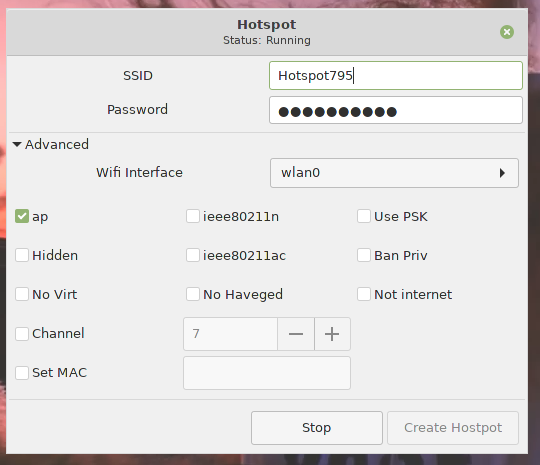 Hotspot
Status: Running
SSID Hotspot795
Password ●●●●●●●●●●
Advanced
Wifi Interface wlan0
ap ieee80211n Use PSK
Hidden ieee80211ac Ban Priv
No Virt No Haveged Not internet
Channel 7
Set MAC
Stop Create Hostpot